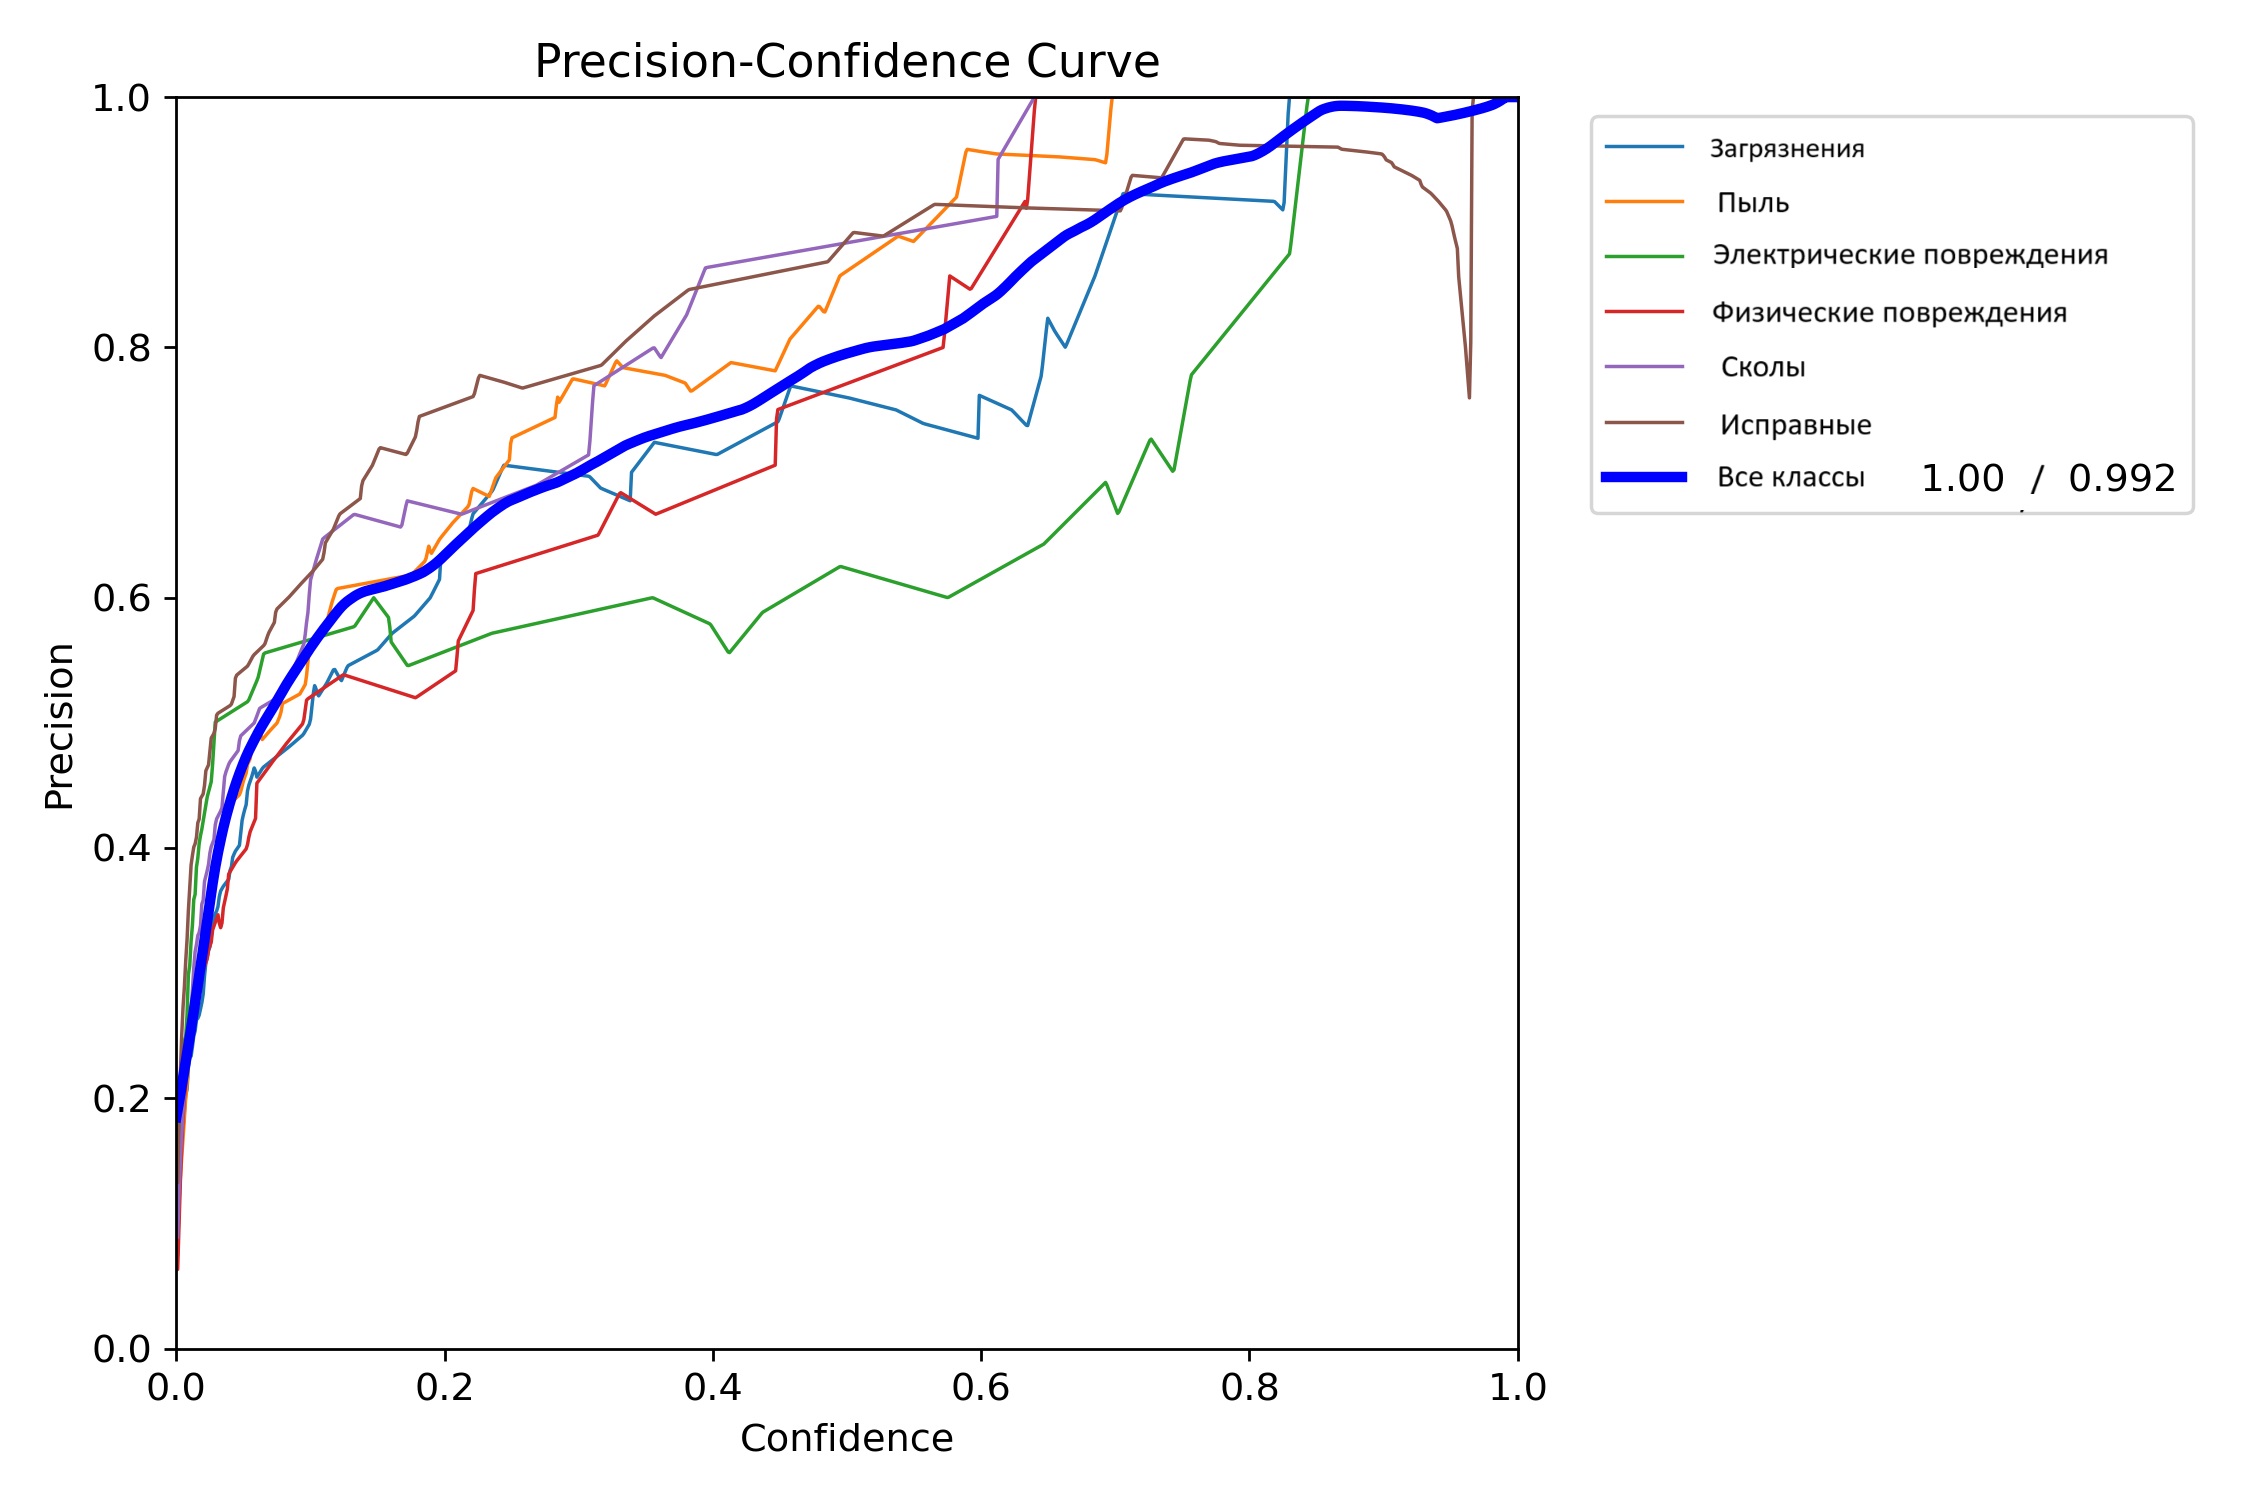 Precision-Confidence Curve
1.0
0.8
0.6
0.4
0.2
0.0
Precision
0.0 0.2 0.4 0.6 0.8 1.0
Confidence
Загрязнения
Пыль
Электрические повреждения
Физические повреждения
Сколы
Исправные
Все классы 1.00 / 0.992